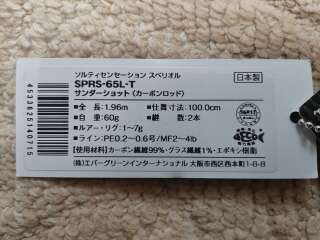 ソルティセンセーション スペリオル
SPRS-65L-T
サンダーショット〈カーボンロッド〉
日本製
●全 長：1.96m ●仕舞寸法：100.0cm
●自 重：60g ●継 数：2本
●ルアー・リグ：1〜7g
●ライン：PE0.2〜0.6号/MF2〜4lb
【使用材料】カーボン繊維99%・グラス繊維1%・エポキシ樹脂
(株)エバーグリーンインターナショナル 大阪市西区西本町1-8-8
4533625140715